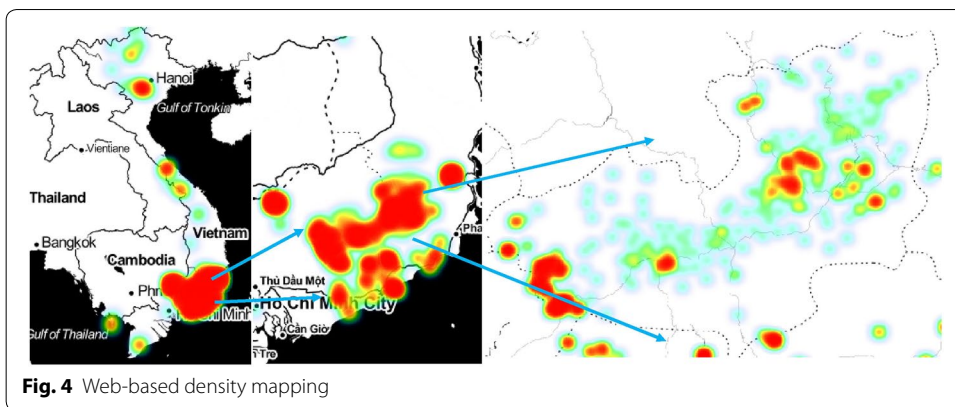 Hanoi
Laos
Gulf of Tonkin
Vientiane
Thailand
Vietnam
Bangkok
Cambodia
Gulf of Thailand
Thủ Dầu Một
Ho Chi Minh City
Cần Giờ
Fig. 4 Web-based density mapping